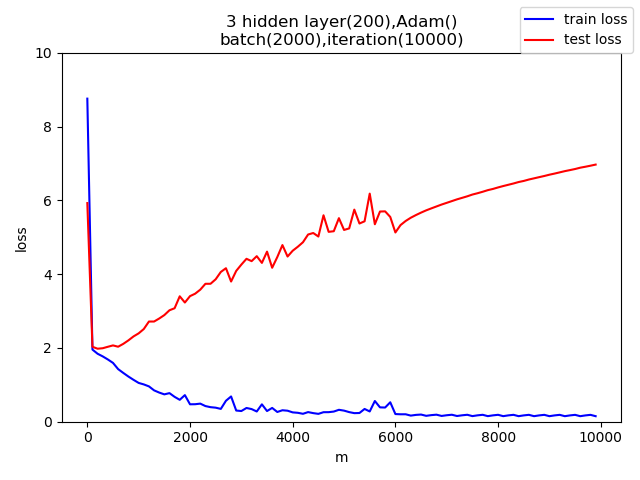 3 hidden layer(200),Adam()
batch(2000),iteration(10000)
train loss
test loss
10
8
6
4
2
0
loss
0
2000
4000
6000
8000
10000
m